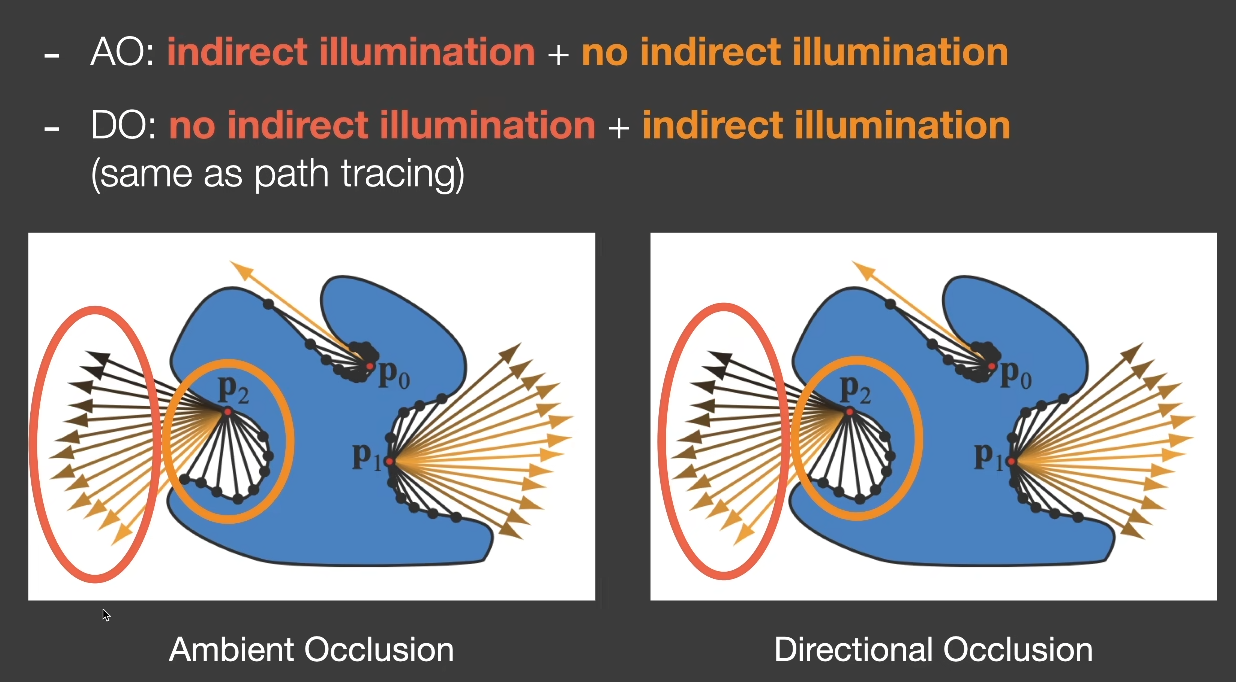 - AO: indirect illumination + no indirect illumination
- DO: no indirect illumination + indirect illumination
(same as path tracing)
p2
p0
p1
p2
p0
p1
Ambient Occlusion
Directional Occlusion